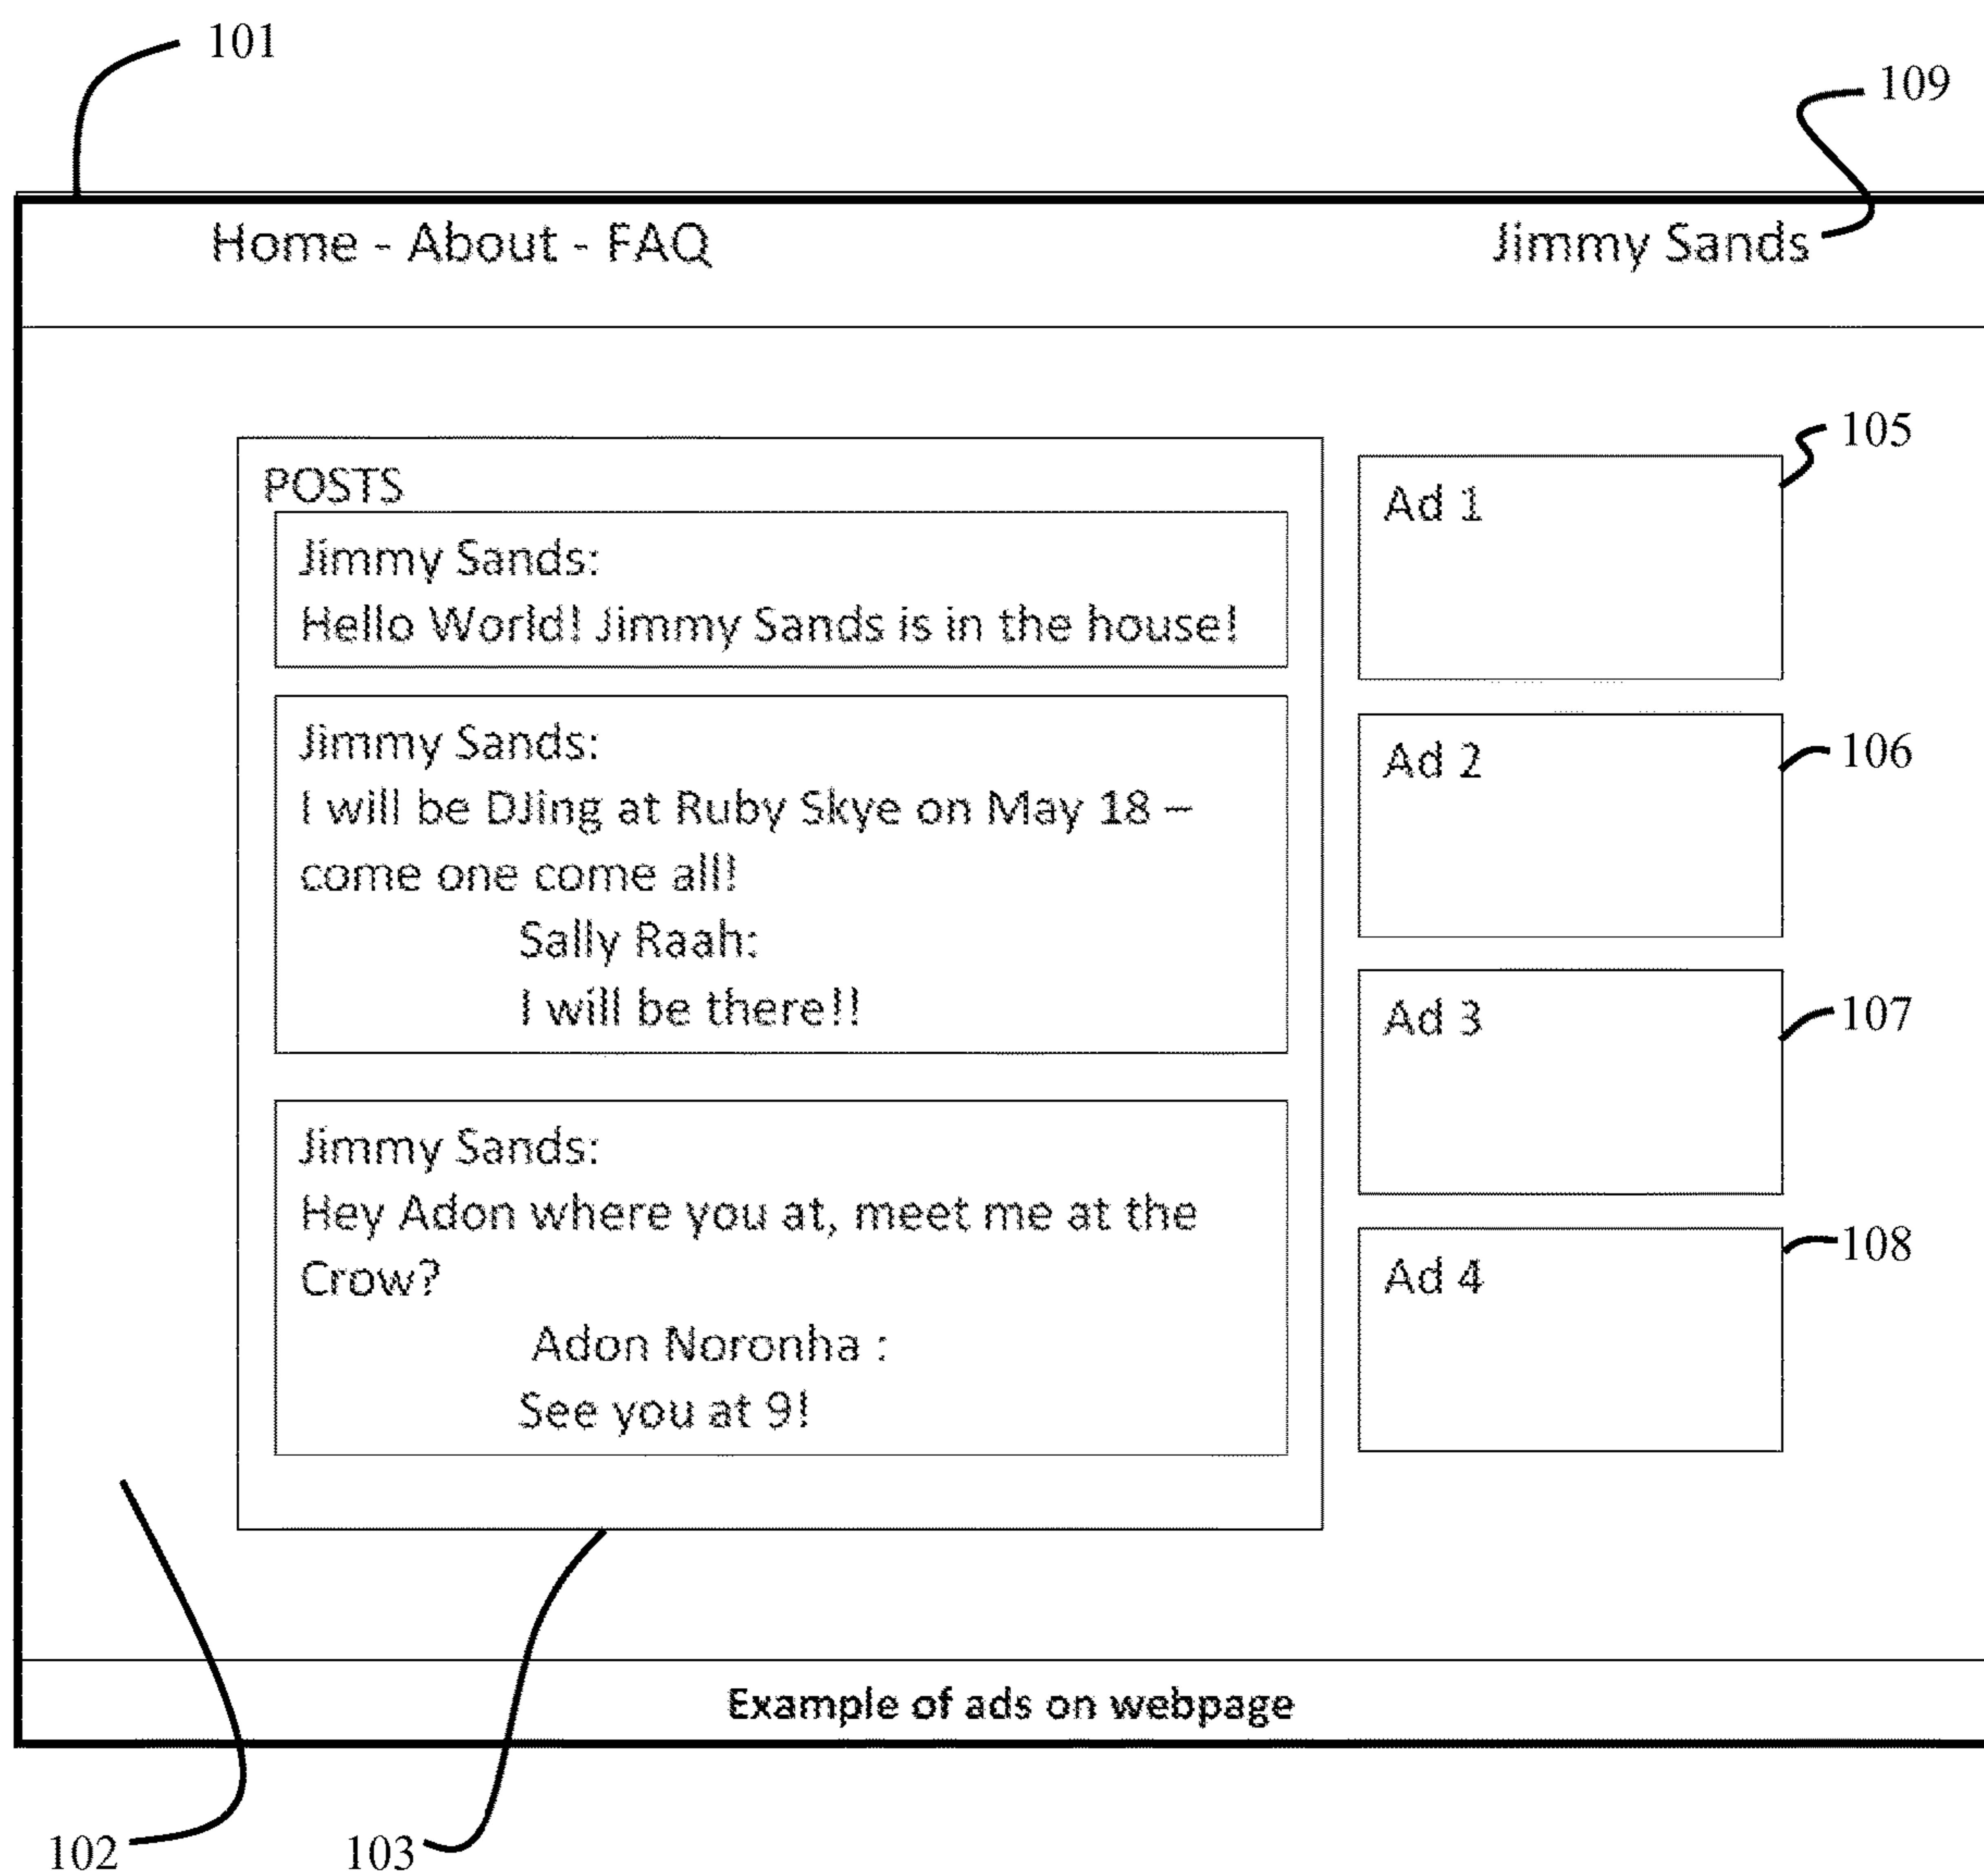 101
109
Home - About - FAQ
Jimmy Sands
POSTS
Jimmy Sands:
Hello World! Jimmy Sands is in the house!
Jimmy Sands:
I will be DJing at Ruby Skye on May 18 –
come one come all!
Sally Raah:
I will be there!!
Jimmy Sands:
Hey Adon where you at, meet me at the
Crow?
Adon Noronha :
See you at 9!
Ad 1
105
Ad 2
106
Ad 3
107
Ad 4
108
Example of ads on webpage
102
103